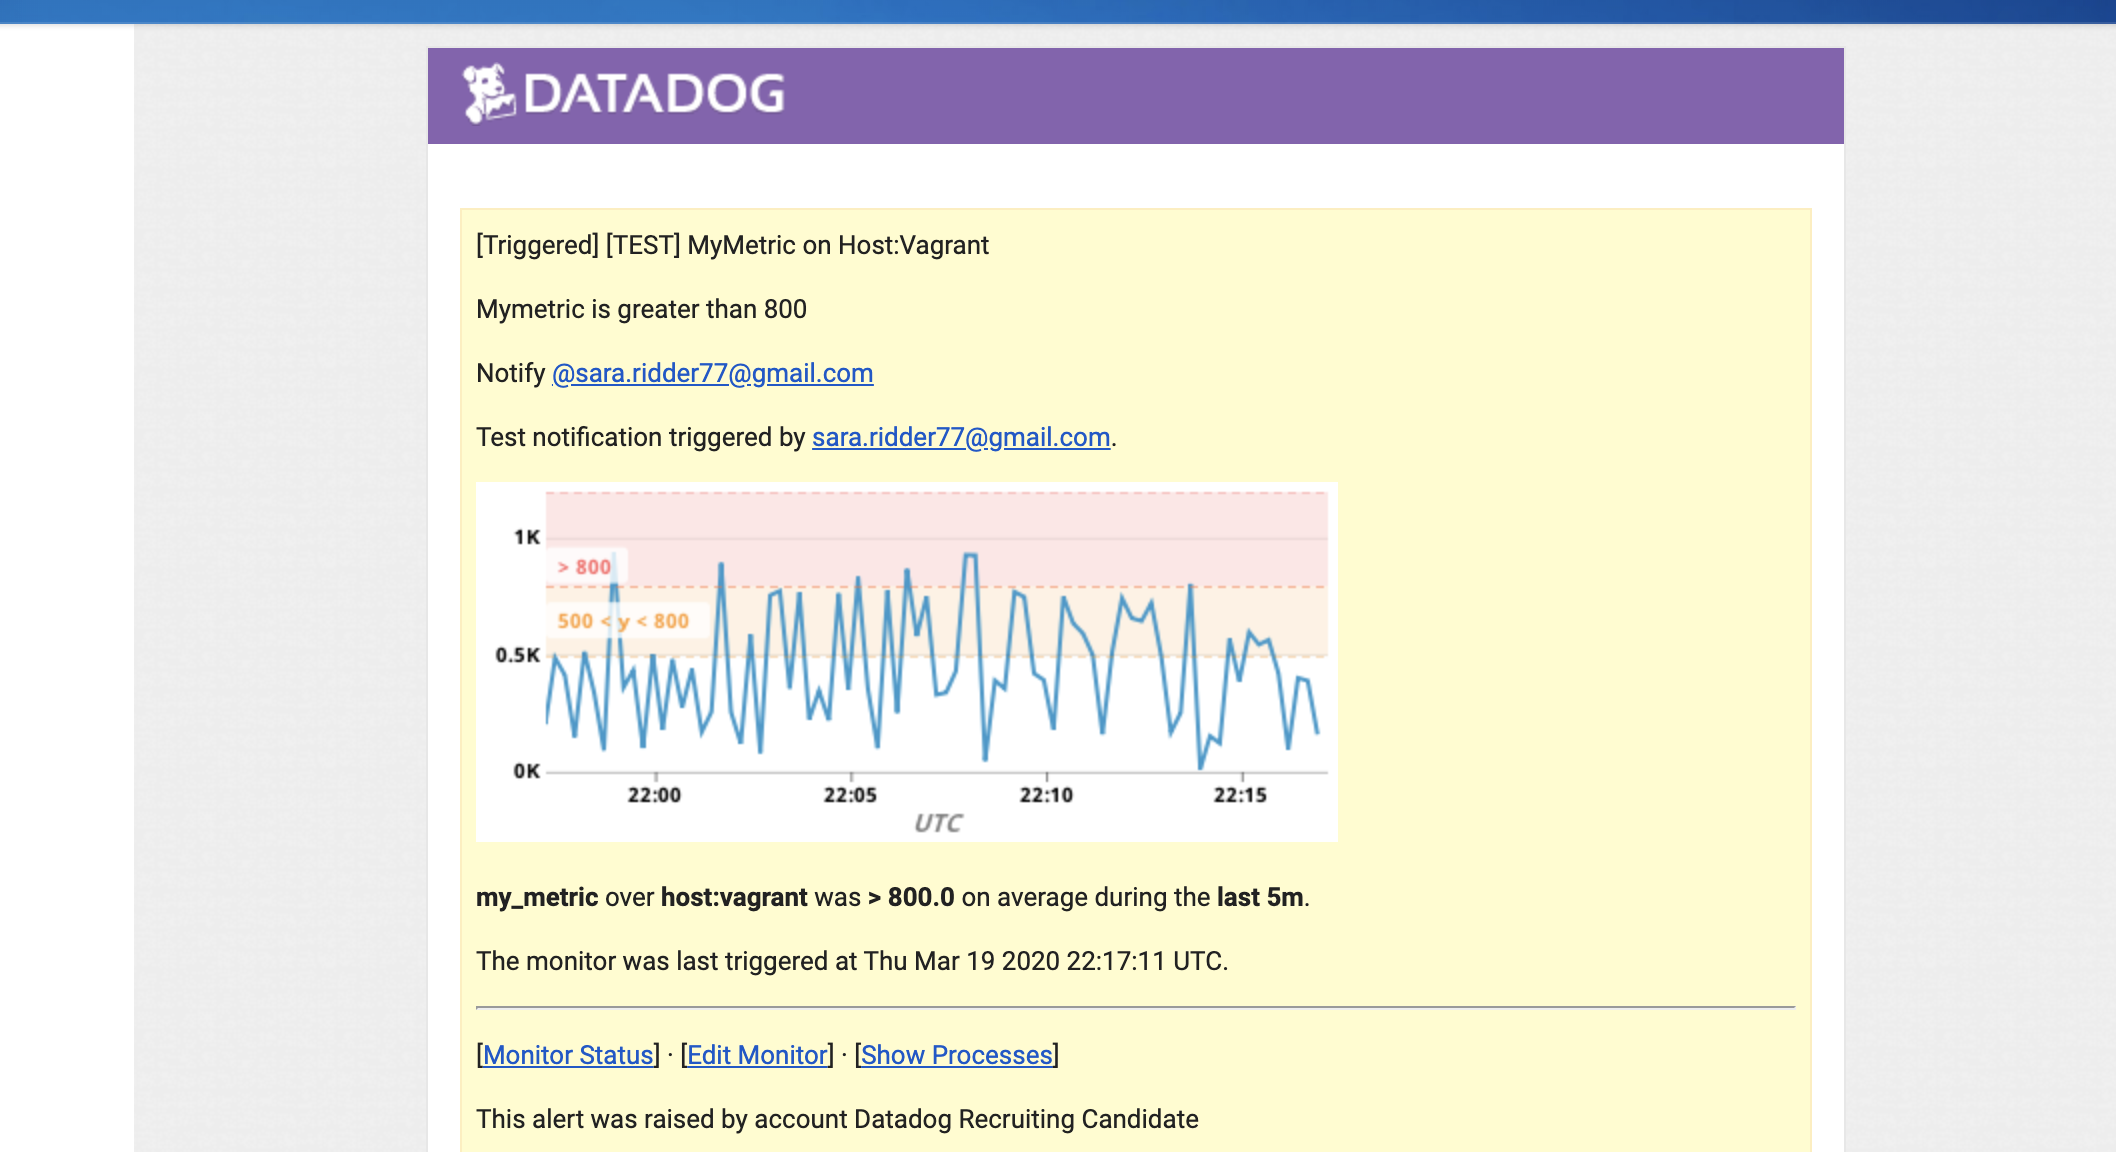 DATADOG
[Triggered] [TEST] MyMetric on Host:Vagrant
Mymetric is greater than 800
Notify @sara.ridder77@gmail.com
Test notification triggered by sara.ridder77@gmail.com.
1K
> 800
500 < y < 800
0.5K
0K
22:00 22:05 22:10 22:15
UTC
my_metric over host:vagrant was > 800.0 on average during the last 5m.
The monitor was last triggered at Thu Mar 19 2020 22:17:11 UTC.
[Monitor Status] · [Edit Monitor] · [Show Processes]
This alert was raised by account Datadog Recruiting Candidate